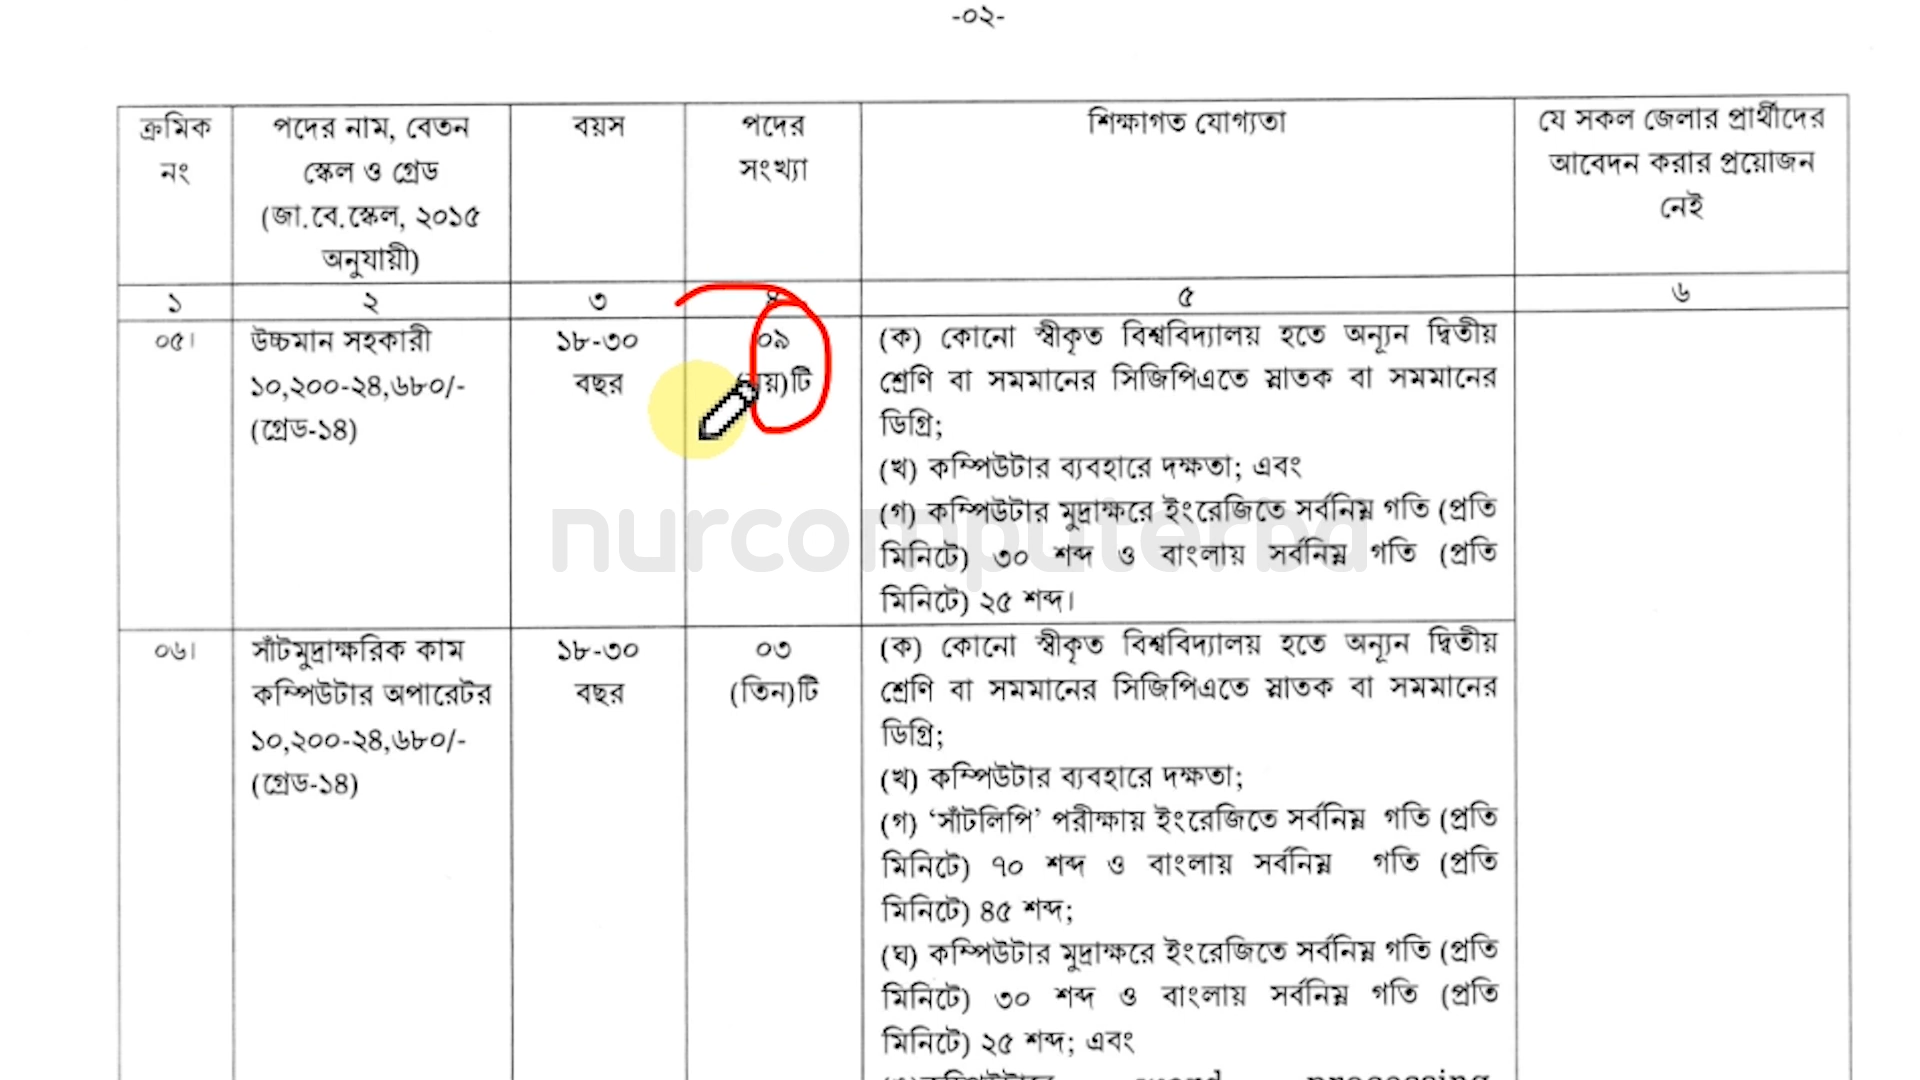 -০২-
ক্রমিক নং
পদের নাম, বেতন স্কেল ও গ্রেড (জা.বে.স্কেল, ২০১৫ অনুযায়ী)
বয়স
পদের সংখ্যা
শিক্ষাগত যোগ্যতা
যে সকল জেলার প্রার্থীদের আবেদন করার প্রয়োজন নেই
১ ২ ৩ ৪ ৫ ৬
০৫।
উচ্চমান সহকারী
১০,২০০-২৪,৬৮০/-
(গ্রেড-১৪)
১৮-৩০
বছর
০৯
(নয়)টি
(ক) কোনো স্বীকৃত বিশ্ববিদ্যালয় হতে অন্যূন দ্বিতীয়
শ্রেণি বা সমমানের সিজিপিএতে স্নাতক বা সমমানের
ডিগ্রি;
(খ) কম্পিউটার ব্যবহারে দক্ষতা; এবং
(গ) কম্পিউটার মুদ্রাক্ষরে ইংরেজিতে সর্বনিম্ন গতি (প্রতি
মিনিটে) ৩০ শব্দ ও বাংলায় সর্বনিম্ন গতি (প্রতি
মিনিটে) ২৫ শব্দ।
nurcomputerba
০৬।
সাঁটমুদ্রাক্ষরিক কাম
কম্পিউটার অপারেটর
১০,২০০-২৪,৬৮০/-
(গ্রেড-১৪)
১৮-৩০
বছর
০৩
(তিন)টি
(ক) কোনো স্বীকৃত বিশ্ববিদ্যালয় হতে অন্যূন দ্বিতীয়
শ্রেণি বা সমমানের সিজিপিএতে স্নাতক বা সমমানের
ডিগ্রি;
(খ) কম্পিউটার ব্যবহারে দক্ষতা;
(গ) ‘সাঁটলিপি’ পরীক্ষায় ইংরেজিতে সর্বনিম্ন গতি (প্রতি
মিনিটে) ৭০ শব্দ ও বাংলায় সর্বনিম্ন গতি (প্রতি
মিনিটে) ৪৫ শব্দ;
(ঘ) কম্পিউটার মুদ্রাক্ষরে ইংরেজিতে সর্বনিম্ন গতি (প্রতি
মিনিটে) ৩০ শব্দ ও বাংলায় সর্বনিম্ন গতি (প্রতি
মিনিটে) ২৫ শব্দ; এবং
word processing